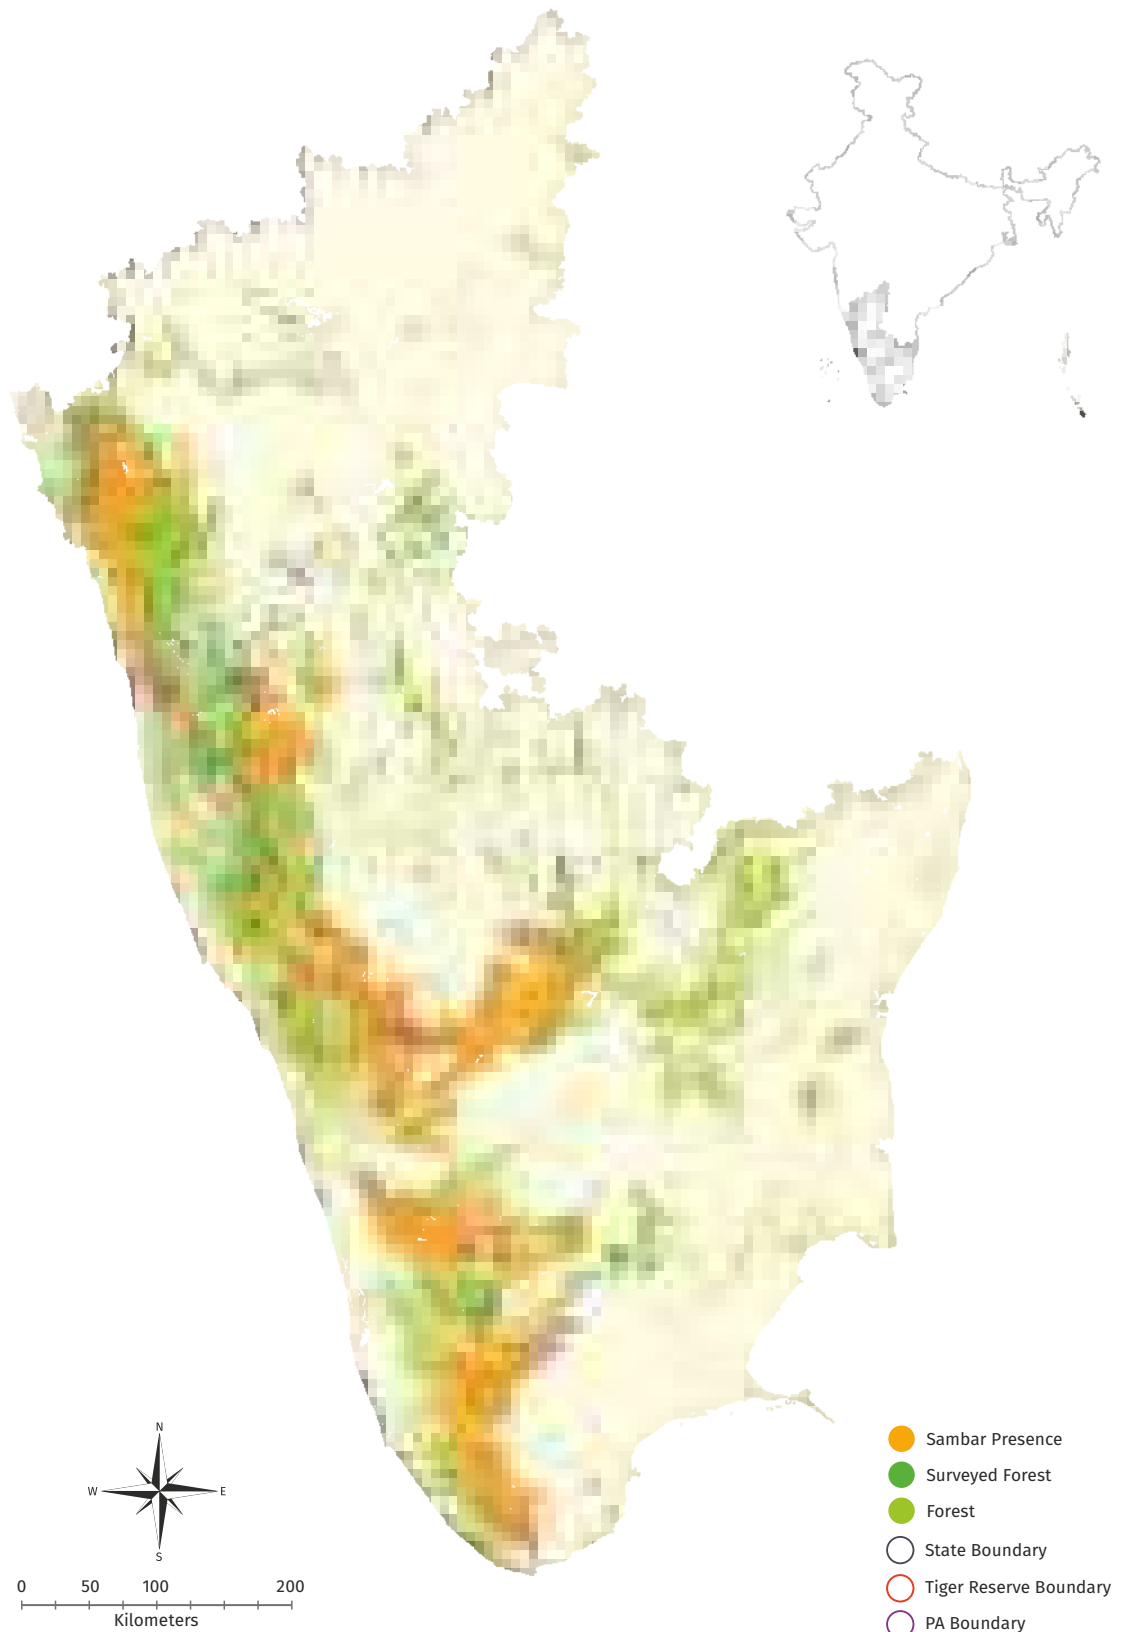 N
W E
S
0 50 100 200
Kilometers
Sambar Presence
Surveyed Forest
Forest
State Boundary
Tiger Reserve Boundary
PA Boundary